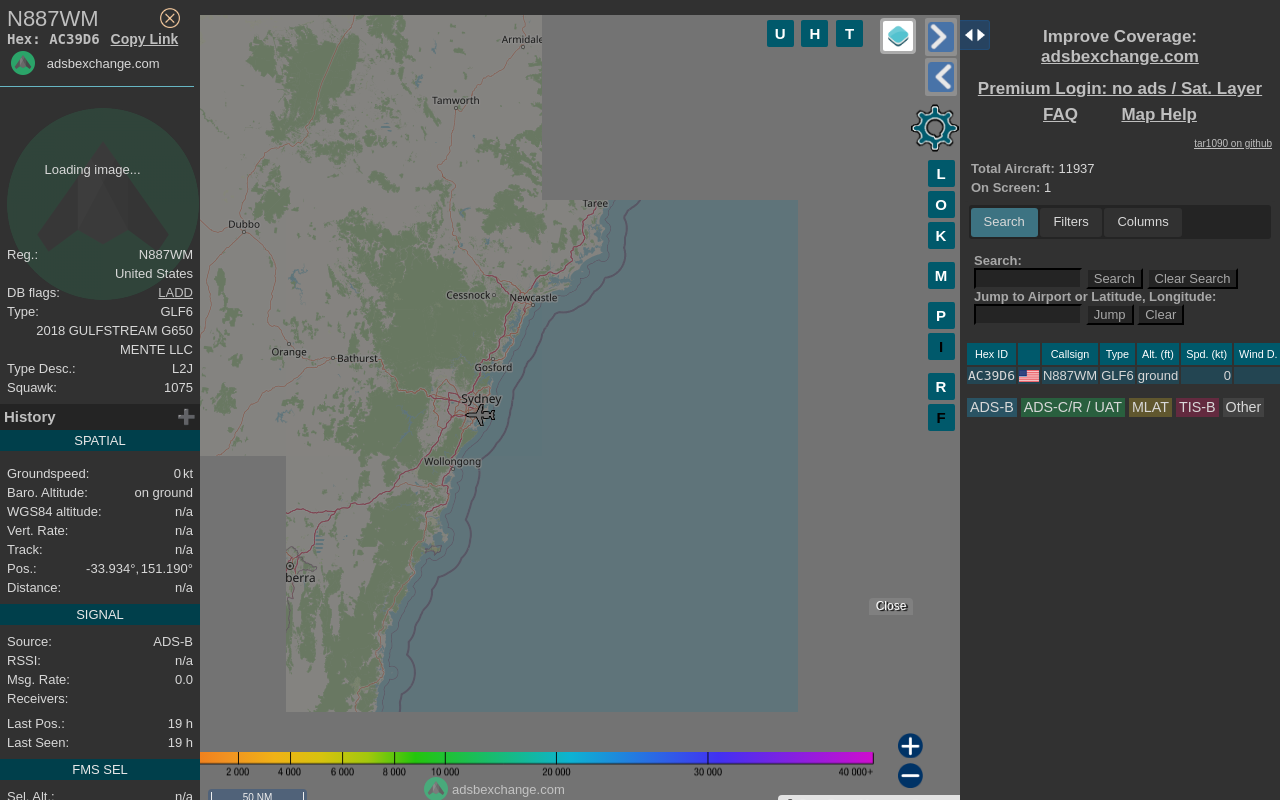 N887WM
Hex: AC39D6 Copy Link
adsbexchange.com
Loading image...
Reg.: N887WM
United States
DB flags: LADD
Type: GLF6
2018 GULFSTREAM G650
MENTE LLC
Type Desc.: L2J
Squawk: 1075
History
SPATIAL
Groundspeed: 0 kt
Baro. Altitude: on ground
WGS84 altitude: n/a
Vert. Rate: n/a
Track: n/a
Pos.: -33.934°, 151.190°
Distance: n/a
SIGNAL
Source: ADS-B
RSSI: n/a
Msg. Rate: 0.0
Receivers:
Last Pos.: 19 h
Last Seen: 19 h
FMS SEL
Sel. Alt.: n/a
Armidale
Tamworth
Taree
Dubbo
Cessnock
Newcastle
Orange
Bathurst
Gosford
Sydney
Wollongong
berra
U H T
L
O
K
M
P
I
R
F
Close
2 000 4 000 6 000 8 000 10 000 20 000 30 000 40 000+
adsbexchange.com
50 NM
Improve Coverage:
adsbexchange.com
Premium Login: no ads / Sat. Layer
FAQ Map Help
tar1090 on github
Total Aircraft: 11937
On Screen: 1
Search Filters Columns
Search:
Search Clear Search
Jump to Airport or Latitude, Longitude:
Jump Clear
Hex ID Callsign Type Alt. (ft) Spd. (kt) Wind D.
AC39D6 N887WM GLF6 ground 0
ADS-B ADS-C/R / UAT MLAT TIS-B Other